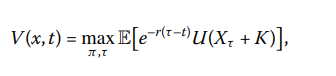 V(x,t) = max_{π,τ} 𝔼[e^{-r(τ-t)}U(X_τ + K)],